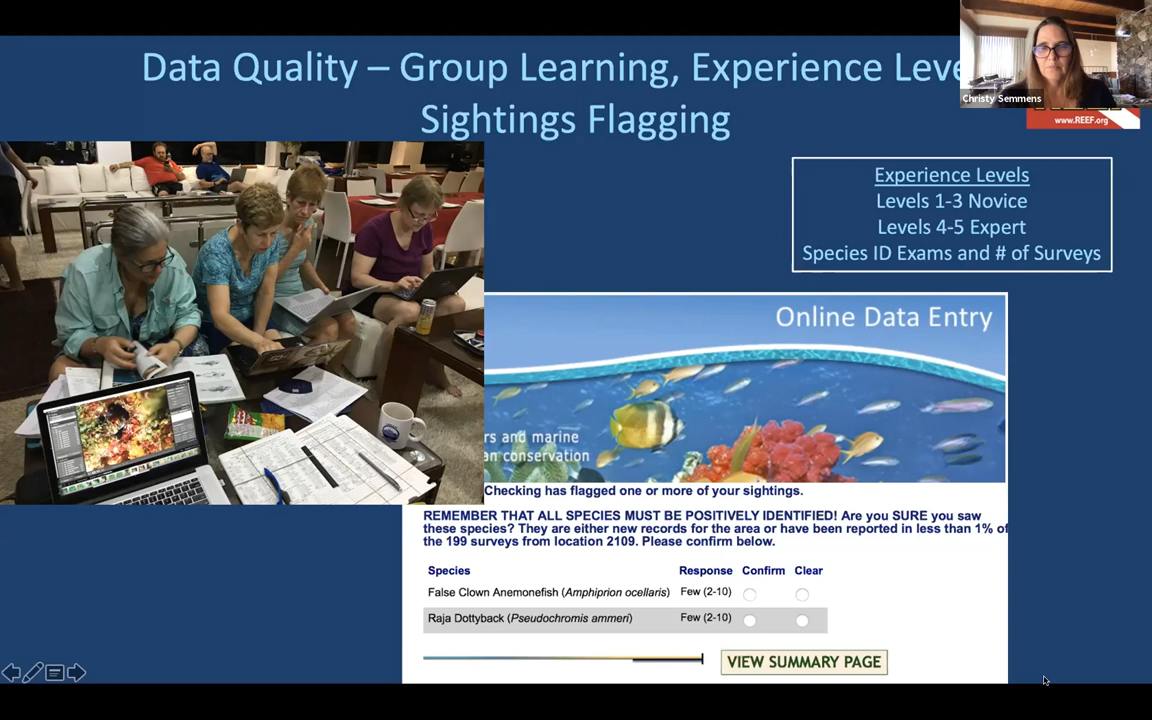 Data Quality – Group Learning, Experience
Sightings Flagging
Christy Semmens
www.REEF.org
Experience Levels
Levels 1-3 Novice
Levels 4-5 Expert
Species ID Exams and # of Surveys
Online Data Entry
rs and marine
an conservation
Checking has flagged one or more of your sightings.
REMEMBER THAT ALL SPECIES MUST BE POSITIVELY IDENTIFIED! Are you SURE you saw
these species? They are either new records for the area or have been reported in less than 1% of
the 199 surveys from location 2109. Please confirm below.
Species Response Confirm Clear
False Clown Anemonefish (Amphiprion ocellaris) Few (2-10)
Raja Dottyback (Pseudochromis ammeri) Few (2-10)
VIEW SUMMARY PAGE